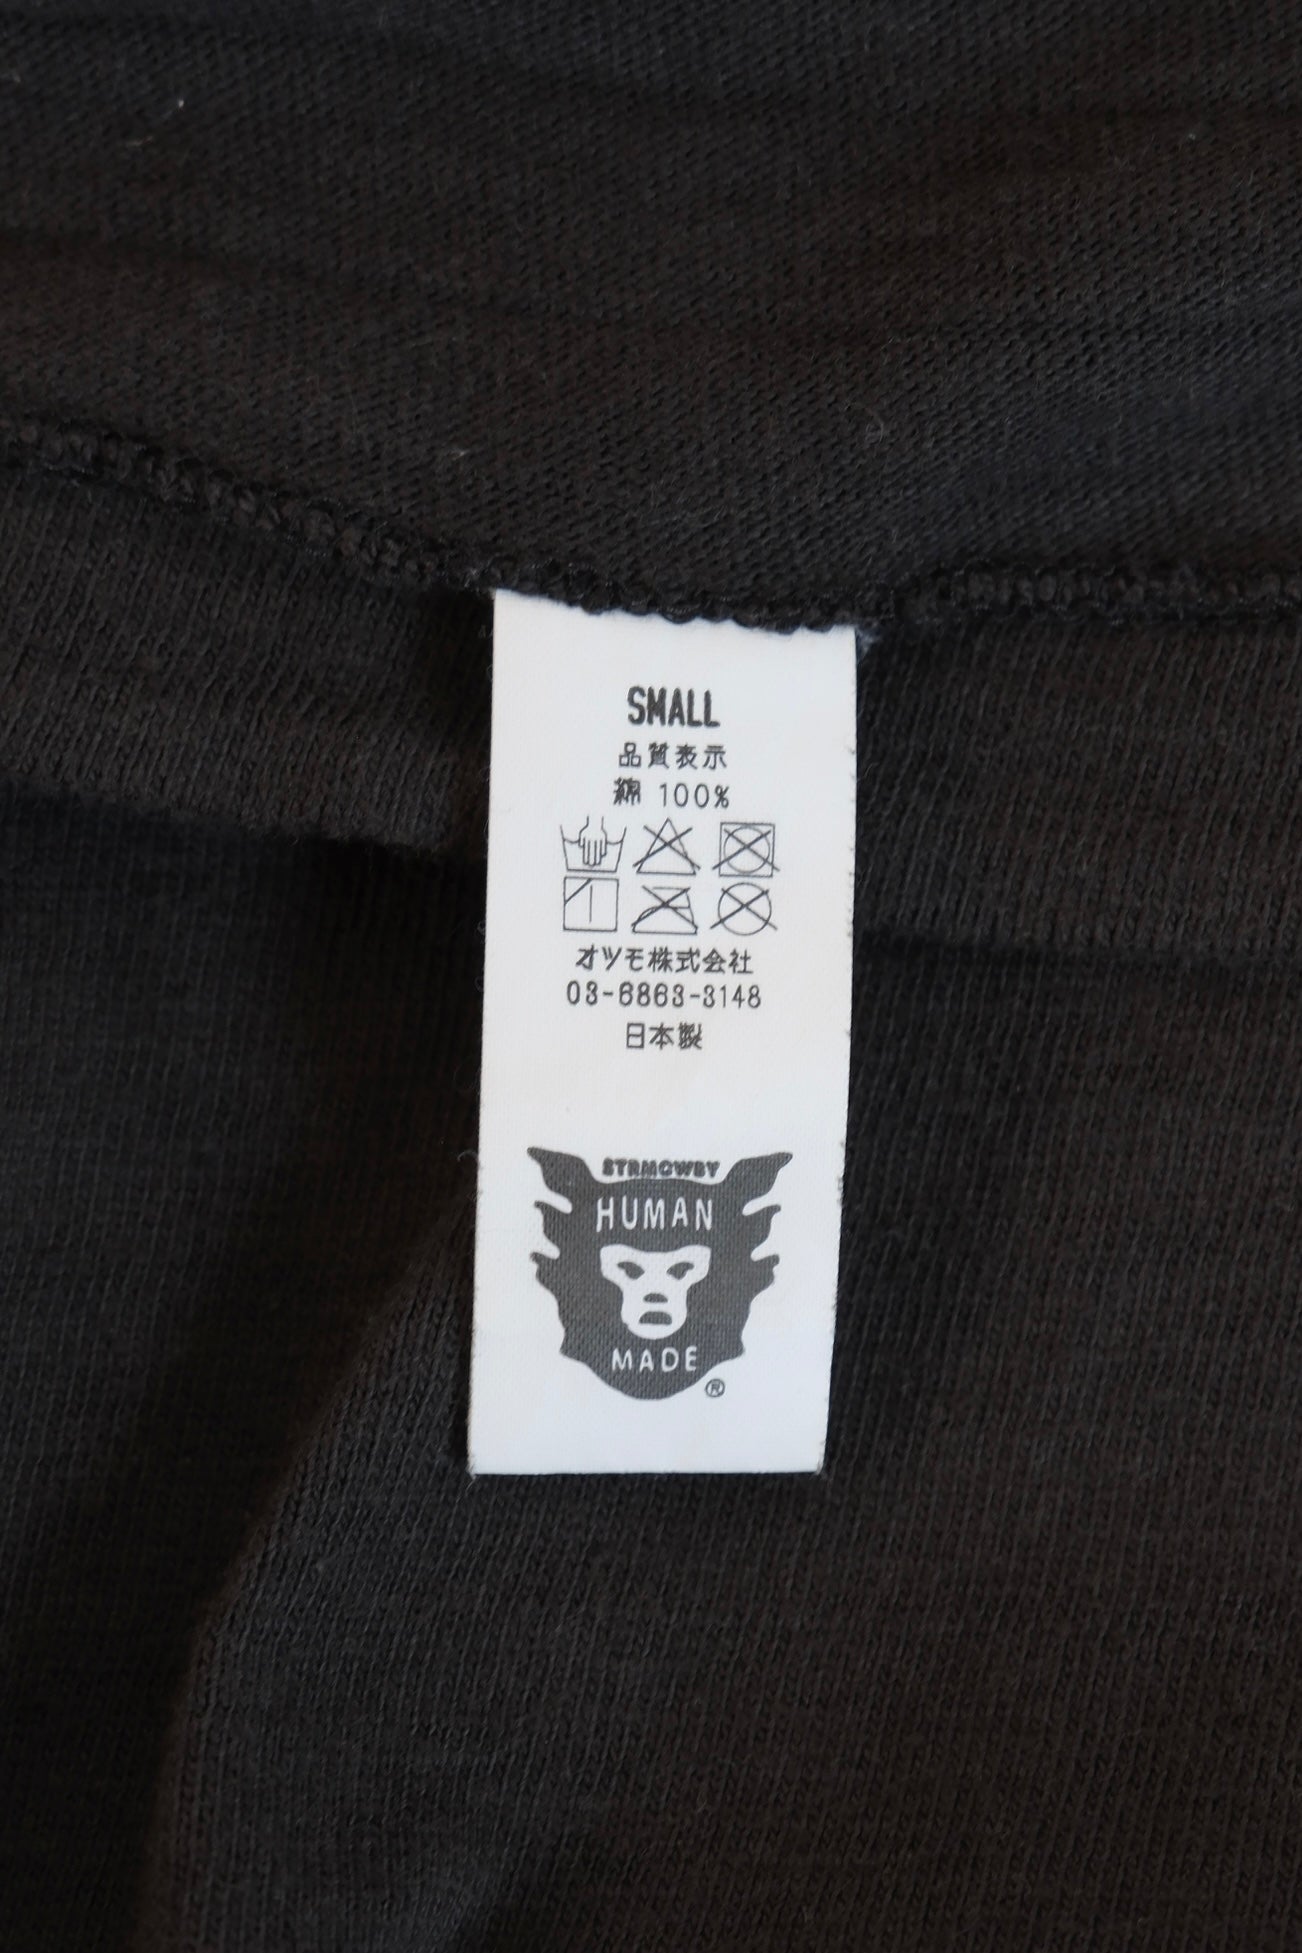 SMALL
品質表示
綿 100%
オツモ株式会社
03-6863-3148
日本製
STRMCWBY
HUMAN
MADE
®